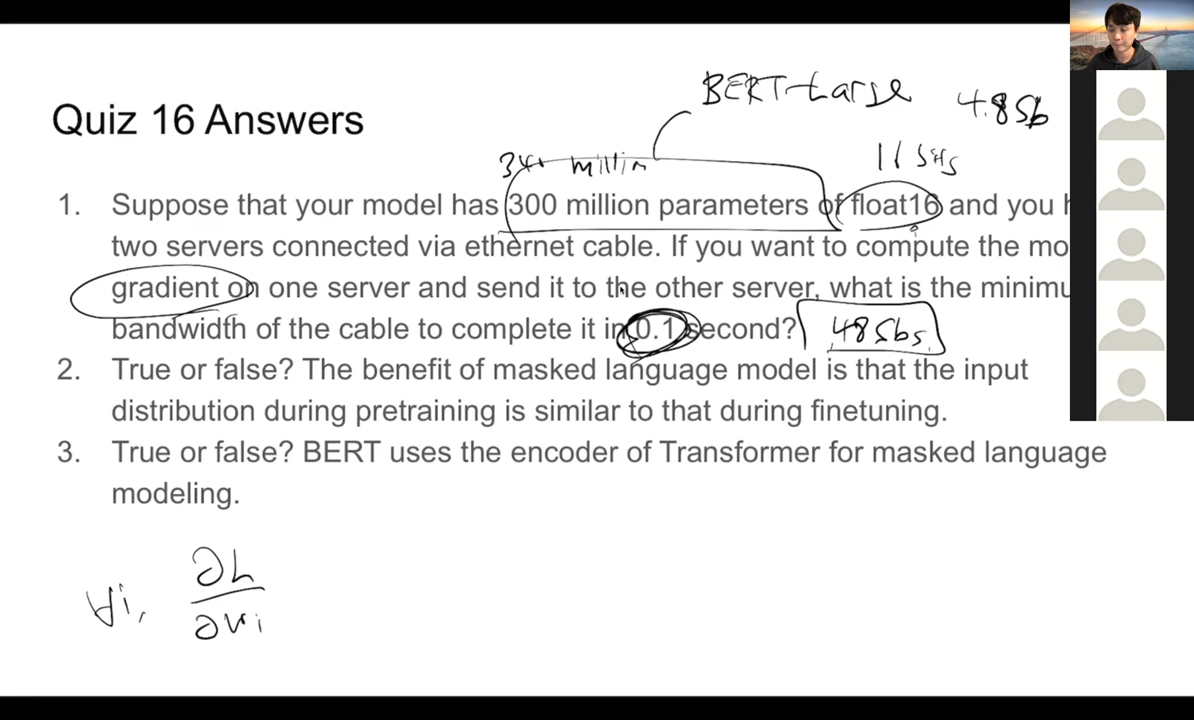 BERT-Large 4.8Gb
Quiz 16 Answers
340 million 16 bits
1. Suppose that your model has 300 million parameters of float16 and you h
two servers connected via ethernet cable. If you want to compute the mo
gradient on one server and send it to the other server, what is the minimu
bandwidth of the cable to complete it in 0.1 second? 48Gbs
2. True or false? The benefit of masked language model is that the input
distribution during pretraining is similar to that during finetuning.
3. True or false? BERT uses the encoder of Transformer for masked language
modeling.
∀i, ∂L
∂wi